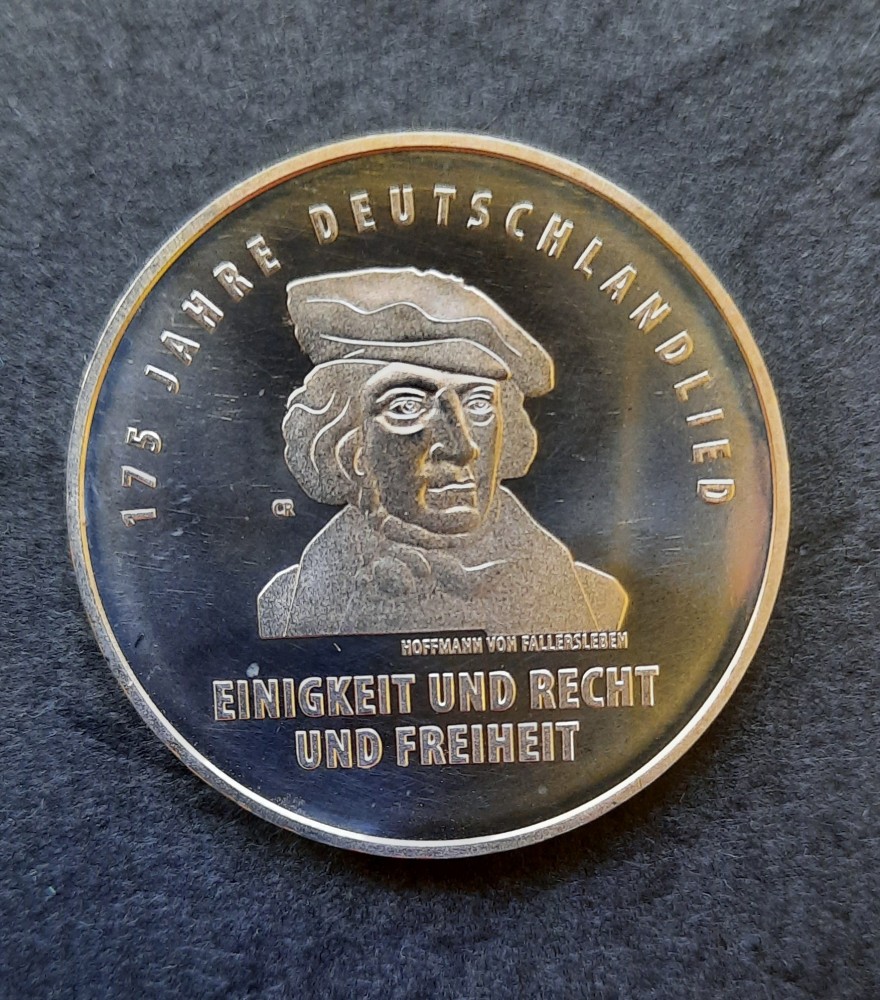 175 JAHRE DEUTSCHLANDLIED
CR
HOFFMANN VON FALLERSLEBEN
EINIGKEIT UND RECHT
UND FREIHEIT